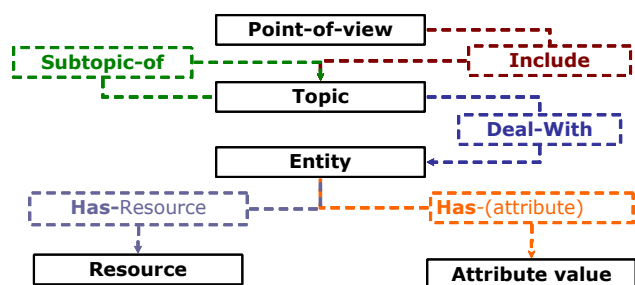 Point-of-view
Subtopic-of
Include
Topic
Deal-With
Entity
Has-Resource
Has-(attribute)
Resource
Attribute value